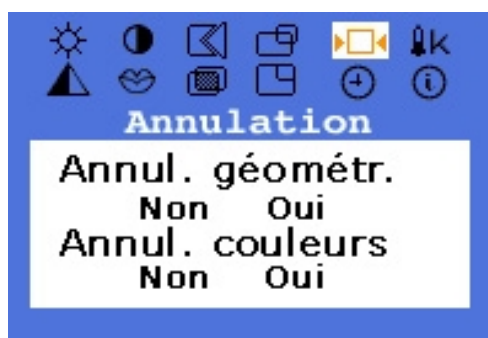 K
Annulation
Annul. géométr.
Non Oui
Annul. couleurs
Non Oui